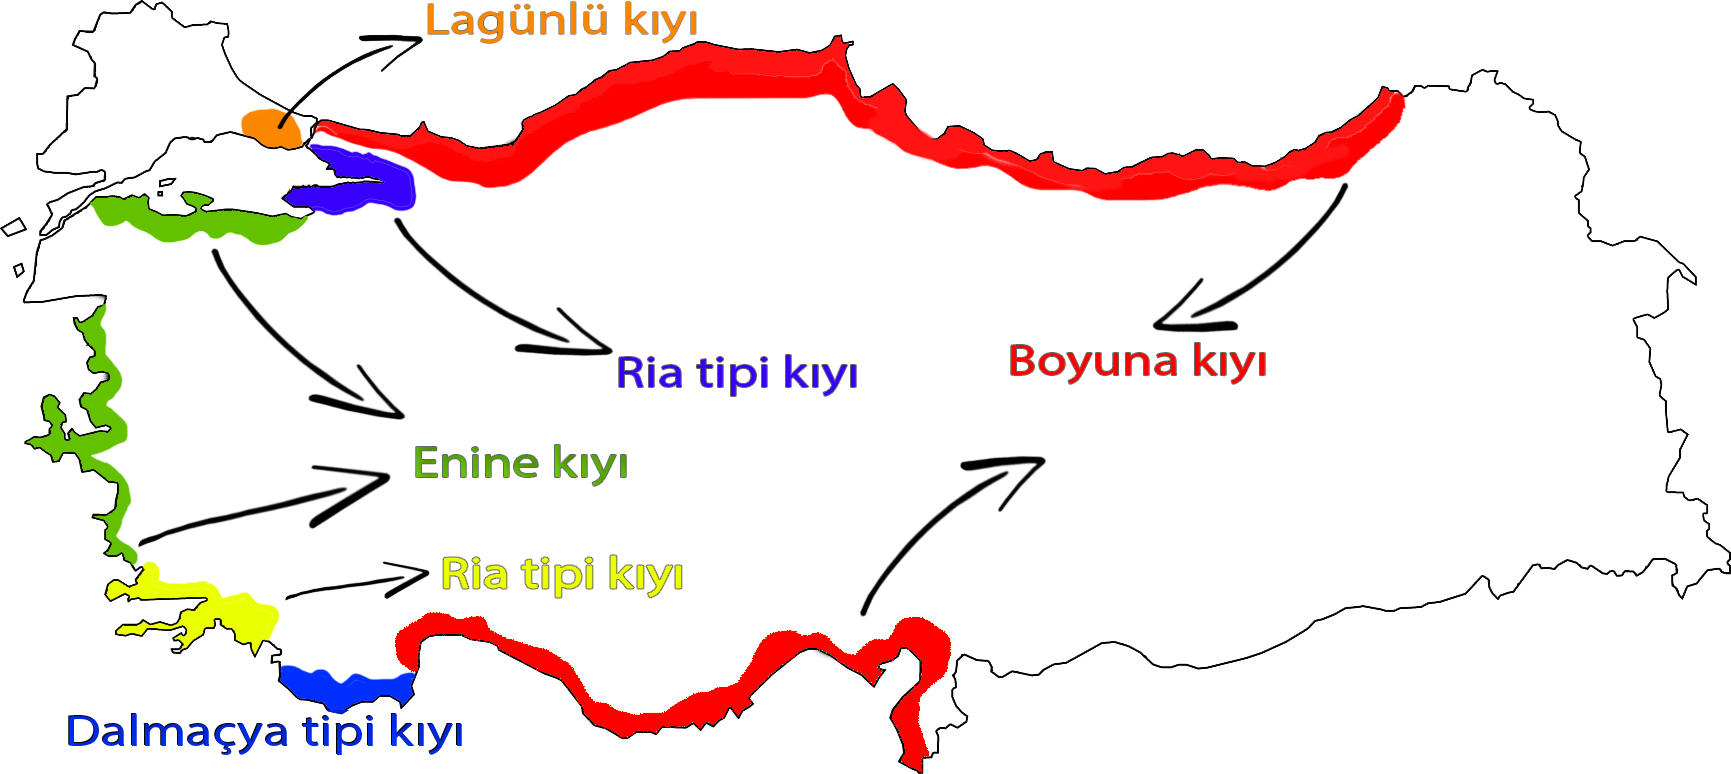 Lagünlü kıyı
Boyuna kıyı
Ria tipi kıyı
Enine kıyı
Ria tipi kıyı
Dalmaçya tipi kıyı